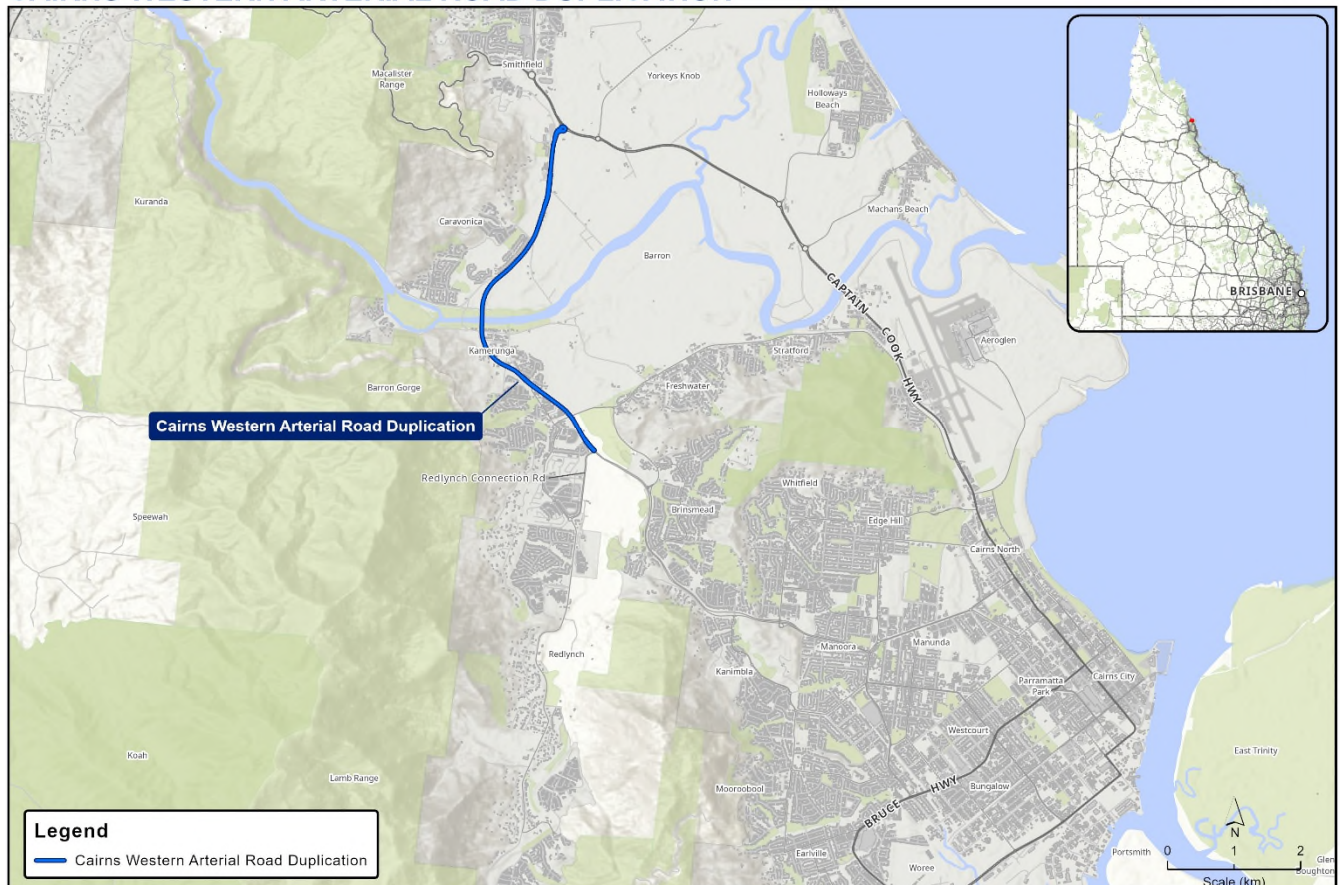 Smithfield
Macalister
Range
Yorkeys Knob
Holloways
Beach
Kuranda
Caravonica
Machans Beach
Barron
BRISBANE
CAPTAIN COOK HWY
Kamerunga
Stratford
Aeroglen
Barron Gorge
Freshwater
Cairns Western Arterial Road Duplication
Redlynch Connection Rd
Whitfield
Speewah
Brinsmead
Edge Hill
Cairns North
Redlynch
Manoora
Manunda
Kanimbla
Parramatta
Park
Cairns City
Westcourt
Koah
Lamb Range
East Trinity
Mooroobool
BRUCE HWY
Bungalow
Legend
Cairns Western Arterial Road Duplication
N
0 1 2
Scale (km)
Earlville
Woree
Portsmith
Glen
Boughton